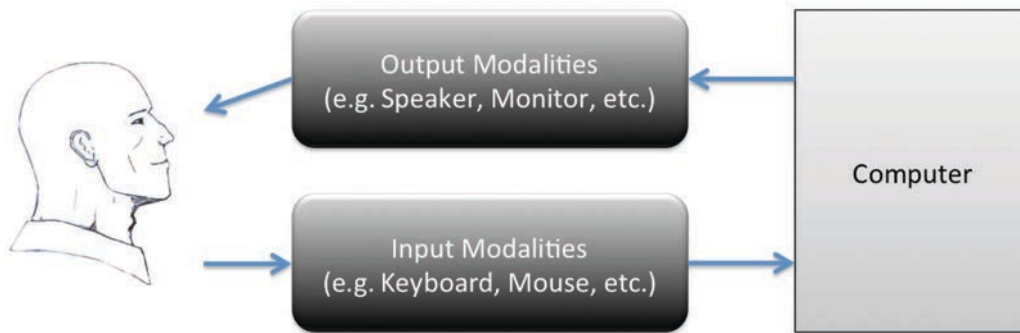 Output Modalities
(e.g. Speaker, Monitor, etc.)
Computer
Input Modalities
(e.g. Keyboard, Mouse, etc.)